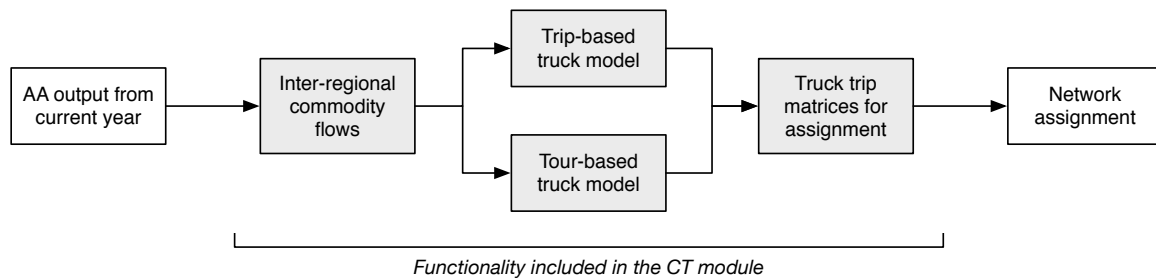 AA output from
current year
Inter-regional
commodity
flows
Trip-based
truck model
Tour-based
truck model
Truck trip
matrices for
assignment
Network
assignment
Functionality included in the CT module